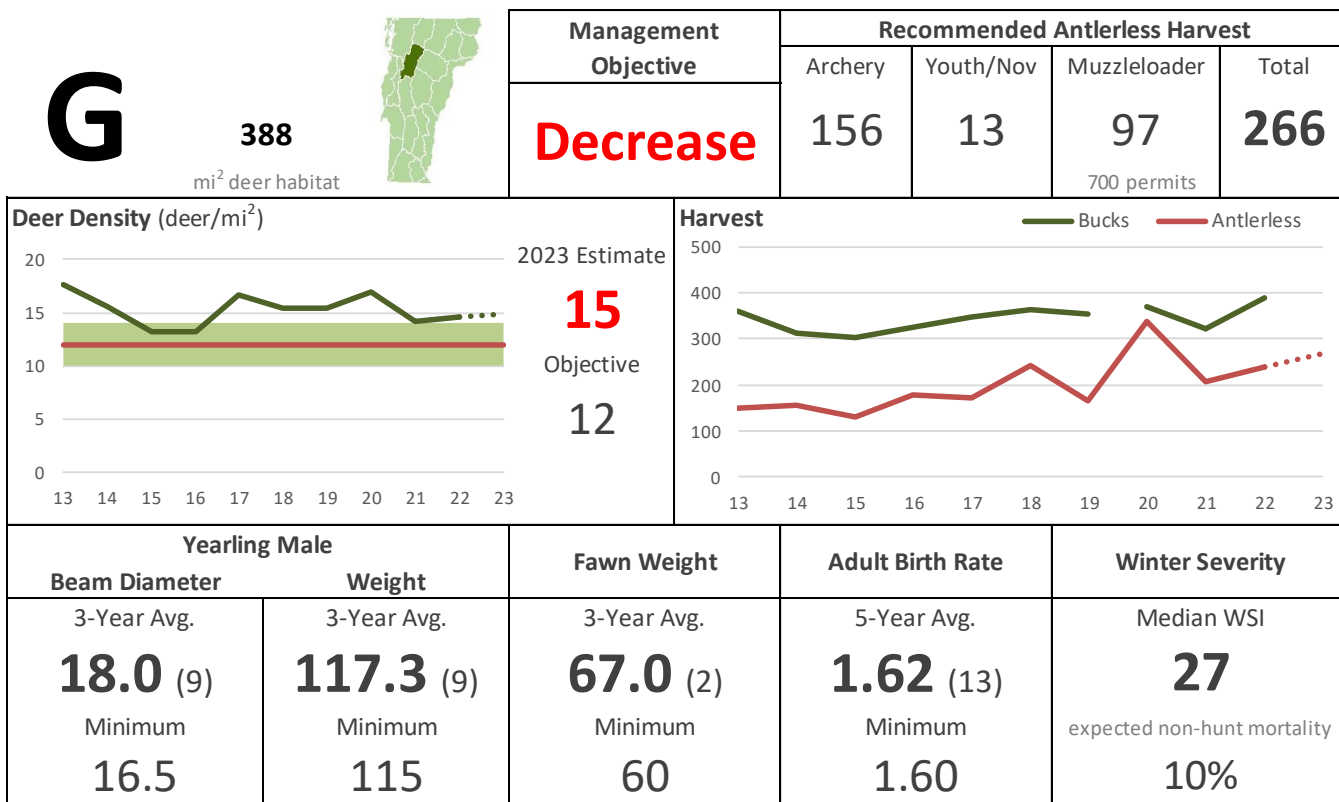 G
388
mi² deer habitat
Management
Objective
Decrease
Recommended Antlerless Harvest
Archery Youth/Nov Muzzleloader Total
156 13 97 266
700 permits
Deer Density (deer/mi²)
20
15
10
5
0
13 14 15 16 17 18 19 20 21 22 23
2023 Estimate
15
Objective
12
Harvest
Bucks Antlerless
500
400
300
200
100
0
13 14 15 16 17 18 19 20 21 22 23
Yearling Male
Beam Diameter Weight
Fawn Weight
Adult Birth Rate
Winter Severity
3-Year Avg. 3-Year Avg. 3-Year Avg. 5-Year Avg. Median WSI
18.0 (9) 117.3 (9) 67.0 (2) 1.62 (13) 27
Minimum Minimum Minimum Minimum expected non-hunt mortality
16.5 115 60 1.60 10%